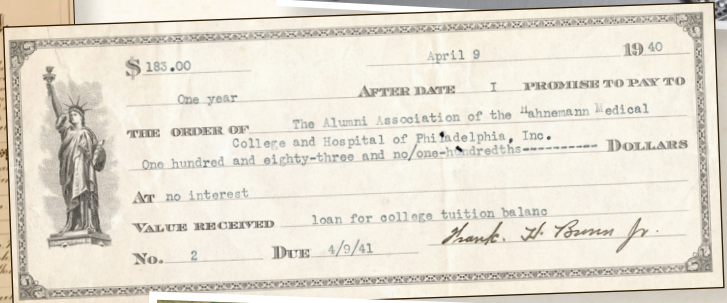 $ 183.00 April 9 19 40
One year AFTER DATE I PROMISE TO PAY TO
THE ORDER OF The Alumni Association of the Hahnemann Medical
College and Hospital of Philadelphia, Inc.
One hundred and eighty-three and no/one-hundredths---------- DOLLARS
AT no interest
VALUE RECEIVED loan for college tuition balanc
No. 2 DUE 4/9/41 Frank. H. Brown Jr.